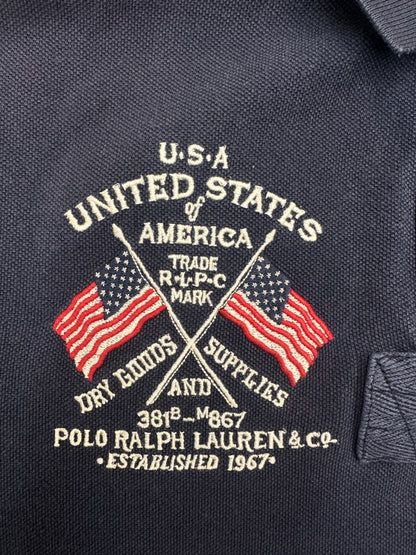 U·S·A
UNITED STATES
of
AMERICA
TRADE
R·L·P·C
MARK
DRY GOODS
AND
SUPPLIES
381B~M867
POLO RALPH LAUREN & Co-
·ESTABLISHED 1967·